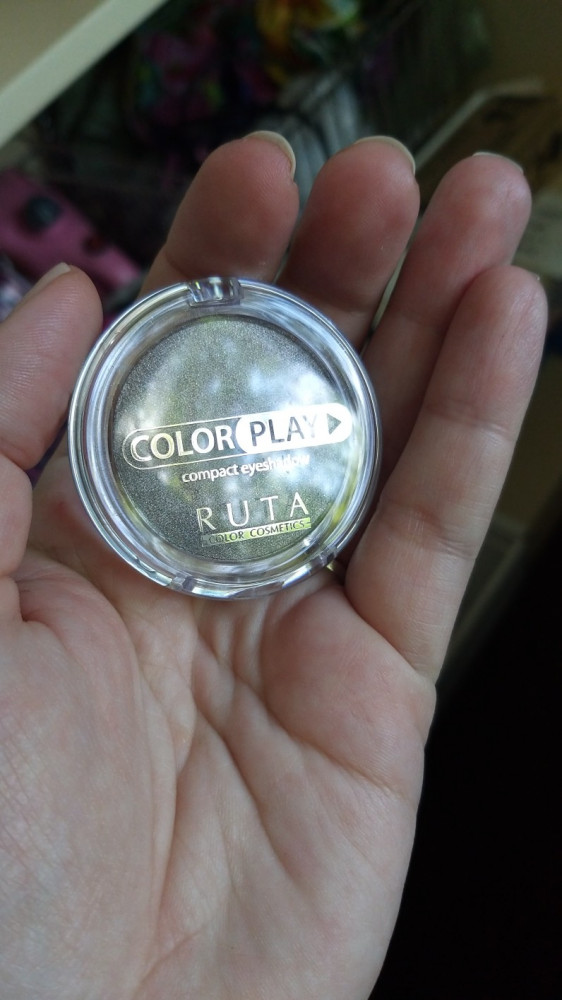 COLOR PLAY
compact eyeshadow
RUTA
COLOR COSMETICS